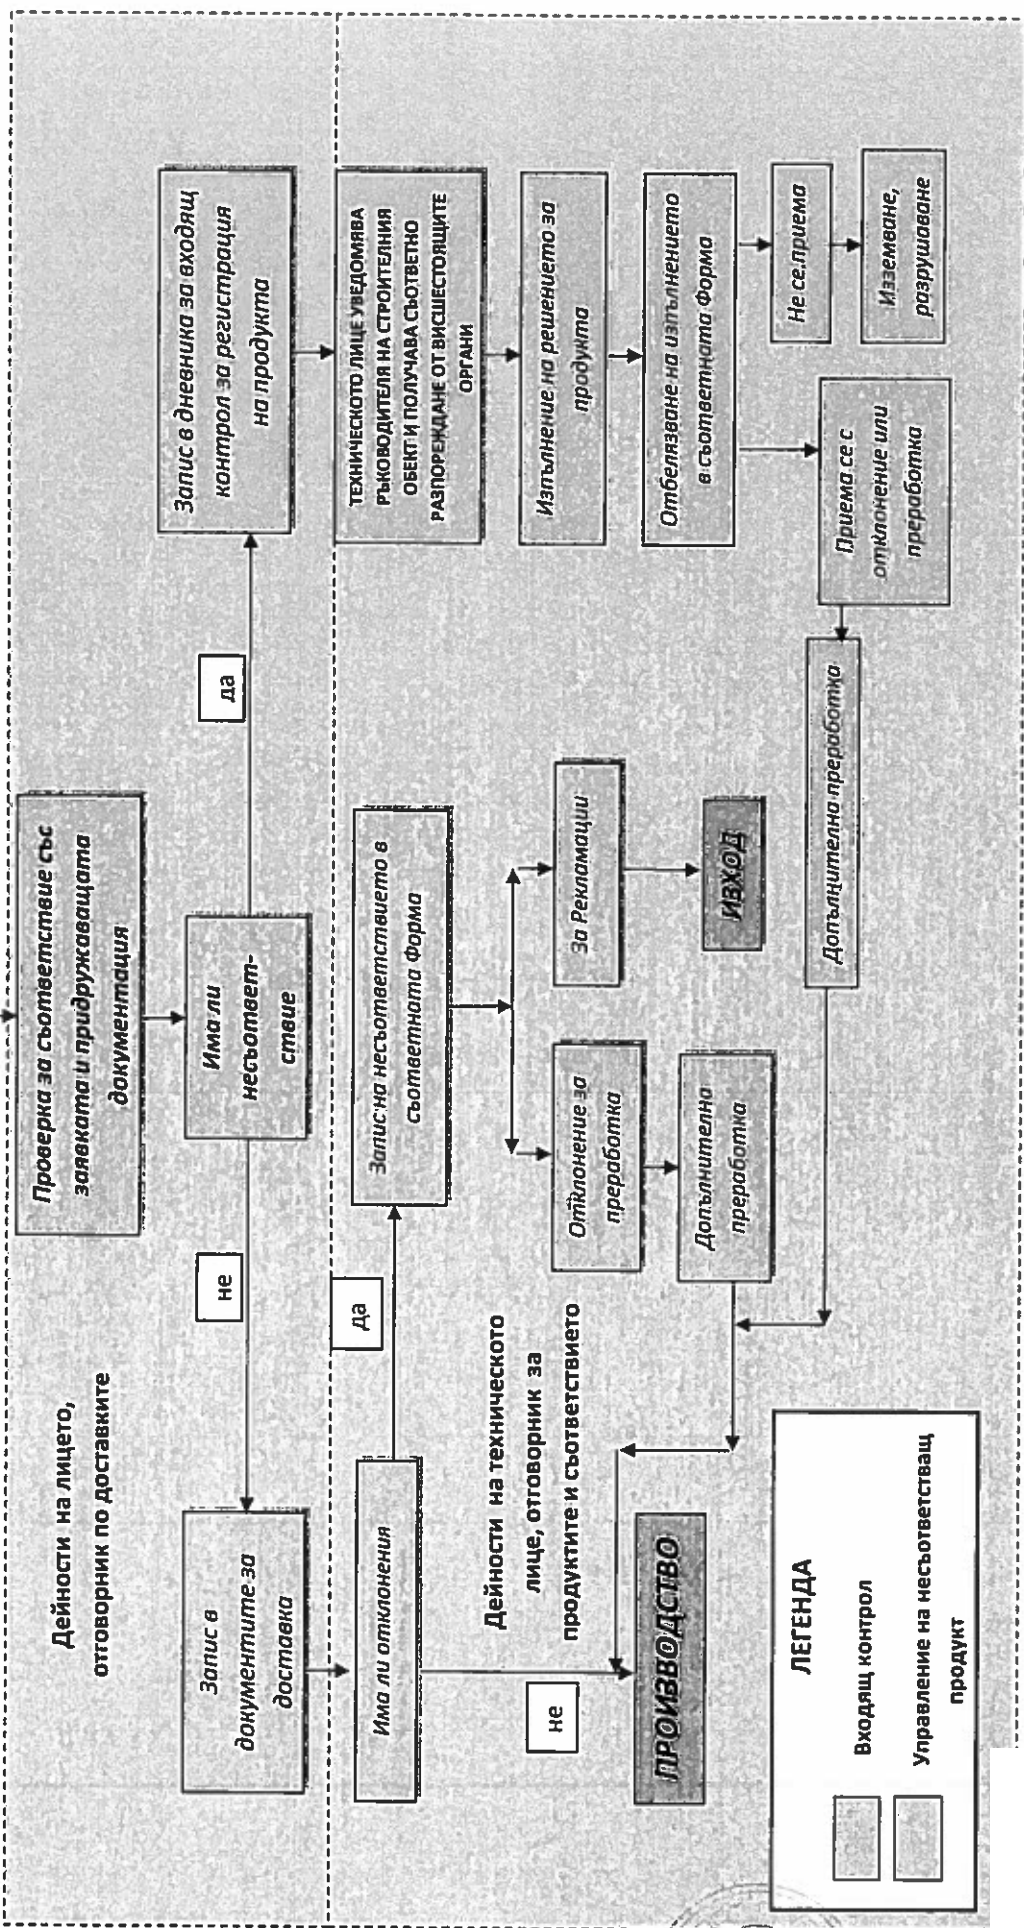 Дейности на лицето,
отговорник по доставките
Проверка за съответствие със
заявката и придружаващата
документация
Има ли
несъответ-
ствие
не
да
Запис в
документите за
доставка
Запис в дневника за входящ
контрол за регистрация
на продукта
Има ли отклонения
да
не
Запис на несъответствието в
съответната Форма
ТЕХНИЧЕСКОТО ЛИЦЕ УВЕДОМЯВА
РЪКОВОДИТЕЛЯ НА СТРОИТЕЛНИЯ
ОБЕКТ И ПОЛУЧАВА СЪОТВЕТНО
РАЗПОРЕЖДАНЕ ОТ ВИСШЕСТОЯЩИТЕ
ОРГАНИ
Дейности на техническото
лице, отговорник за
продуктите и съответствието
Отклонение за
преработка
За Рекламации
Изпълнение на решението за
продукта
ПРОИЗВОДСТВО
Допълнителна
преработка
ИЗХОД
Отбелязване на изпълнението
в съответната Форма
Не се приема
Допълнителна преработка
Приема се с
отклонение или
преработка
Изземване,
разрушаване
ЛЕГЕНДА
Входящ контрол
Управление на несъответстващ
продукт